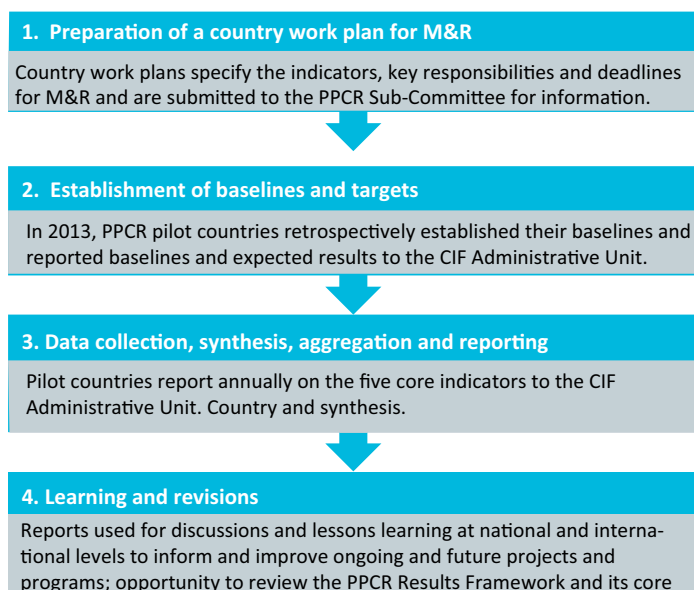 1. Preparation of a country work plan for M&R
Country work plans specify the indicators, key responsibilities and deadlines
for M&R and are submitted to the PPCR Sub-Committee for information.
2. Establishment of baselines and targets
In 2013, PPCR pilot countries retrospectively established their baselines and
reported baselines and expected results to the CIF Administrative Unit.
3. Data collection, synthesis, aggregation and reporting
Pilot countries report annually on the five core indicators to the CIF
Administrative Unit. Country and synthesis.
4. Learning and revisions
Reports used for discussions and lessons learning at national and interna-
tional levels to inform and improve ongoing and future projects and
programs; opportunity to review the PPCR Results Framework and its core